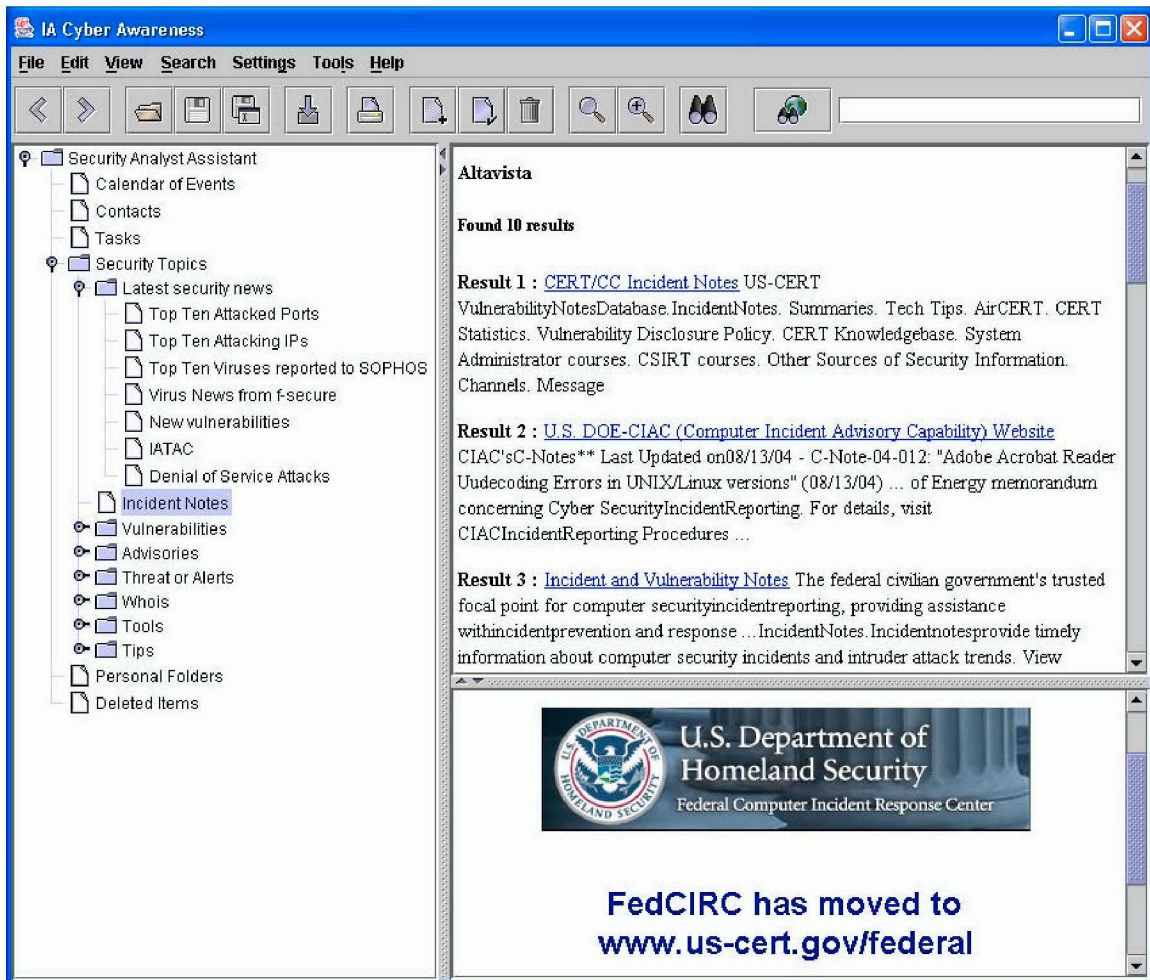 IA Cyber Awareness
File Edit View Search Settings Tools Help
Security Analyst Assistant
Calendar of Events
Contacts
Tasks
Security Topics
Latest security news
Top Ten Attacked Ports
Top Ten Attacking IPs
Top Ten Viruses reported to SOPHOS
Virus News from f-secure
New vulnerabilities
IATAC
Denial of Service Attacks
Incident Notes
Vulnerabilities
Advisories
Threat or Alerts
Whois
Tools
Tips
Personal Folders
Deleted Items
Altavista
Found 10 results
Result 1 : CERT/CC Incident Notes US-CERT
VulnerabilityNotesDatabase.IncidentNotes. Summaries. Tech Tips. AirCERT. CERT
Statistics. Vulnerability Disclosure Policy. CERT Knowledgebase. System
Administrator courses. CSIRT courses. Other Sources of Security Information.
Channels. Message
Result 2 : U.S. DOE-CIAC (Computer Incident Advisory Capability) Website
CIAC'sC-Notes** Last Updated on08/13/04 - C-Note-04-012: "Adobe Acrobat Reader
Uudecoding Errors in UNIX/Linux versions" (08/13/04) ... of Energy memorandum
concerning Cyber SecurityIncidentReporting. For details, visit
CIACIncidentReporting Procedures ...
Result 3 : Incident and Vulnerability Notes The federal civilian government's trusted
focal point for computer securityincidentreporting, providing assistance
withincidentprevention and response ...IncidentNotes.Incidentnotesprovide timely
information about computer security incidents and intruder attack trends. View
U.S. DEPARTMENT OF
HOMELAND SECURITY
U.S. Department of
Homeland Security
Federal Computer Incident Response Center
FedCIRC has moved to
www.us-cert.gov/federal